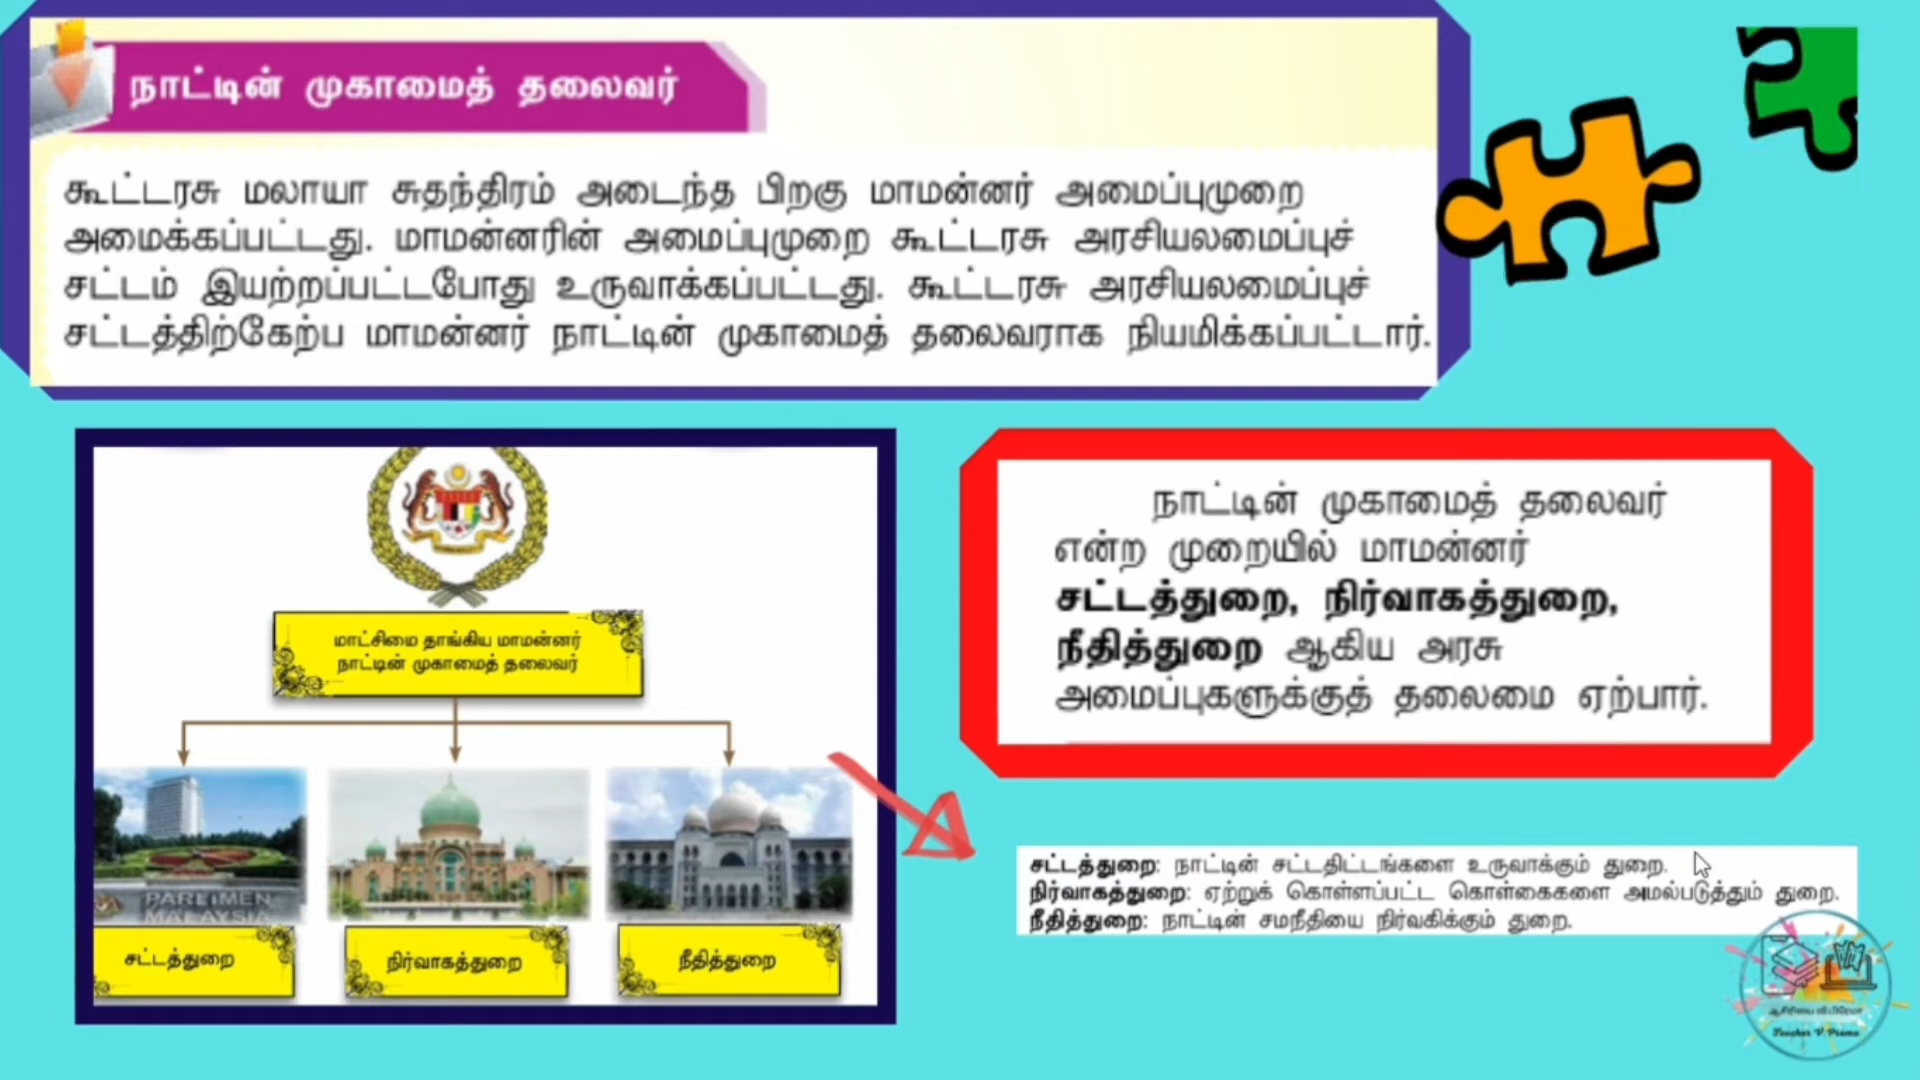 நாட்டின் முகாமைத் தலைவர்
கூட்டரசு மலாயா சுதந்திரம் அடைந்த பிறகு மாமன்னர் அமைப்புமுறை
அமைக்கப்பட்டது. மாமன்னரின் அமைப்புமுறை கூட்டரசு அரசியலமைப்புச்
சட்டம் இயற்றப்பட்டபோது உருவாக்கப்பட்டது. கூட்டரசு அரசியலமைப்புச்
சட்டத்திற்கேற்ப மாமன்னர் நாட்டின் முகாமைத் தலைவராக நியமிக்கப்பட்டார்.
மாட்சிமை தாங்கிய மாமன்னர்
நாட்டின் முகாமைத் தலைவர்
PARLIMEN
MALAYSIA
சட்டத்துறை
நிர்வாகத்துறை
நீதித்துறை
நாட்டின் முகாமைத் தலைவர்
என்ற முறையில் மாமன்னர்
சட்டத்துறை, நிர்வாகத்துறை,
நீதித்துறை ஆகிய அரசு
அமைப்புகளுக்குத் தலைமை ஏற்பார்.
சட்டத்துறை: நாட்டின் சட்டதிட்டங்களை உருவாக்கும் துறை.
நிர்வாகத்துறை: ஏற்றுக் கொள்ளப்பட்ட கொள்கைகளை அமல்படுத்தும் துறை.
நீதித்துறை: நாட்டின் சமநீதியை நிர்வகிக்கும் துறை.
Teacher V. Prema